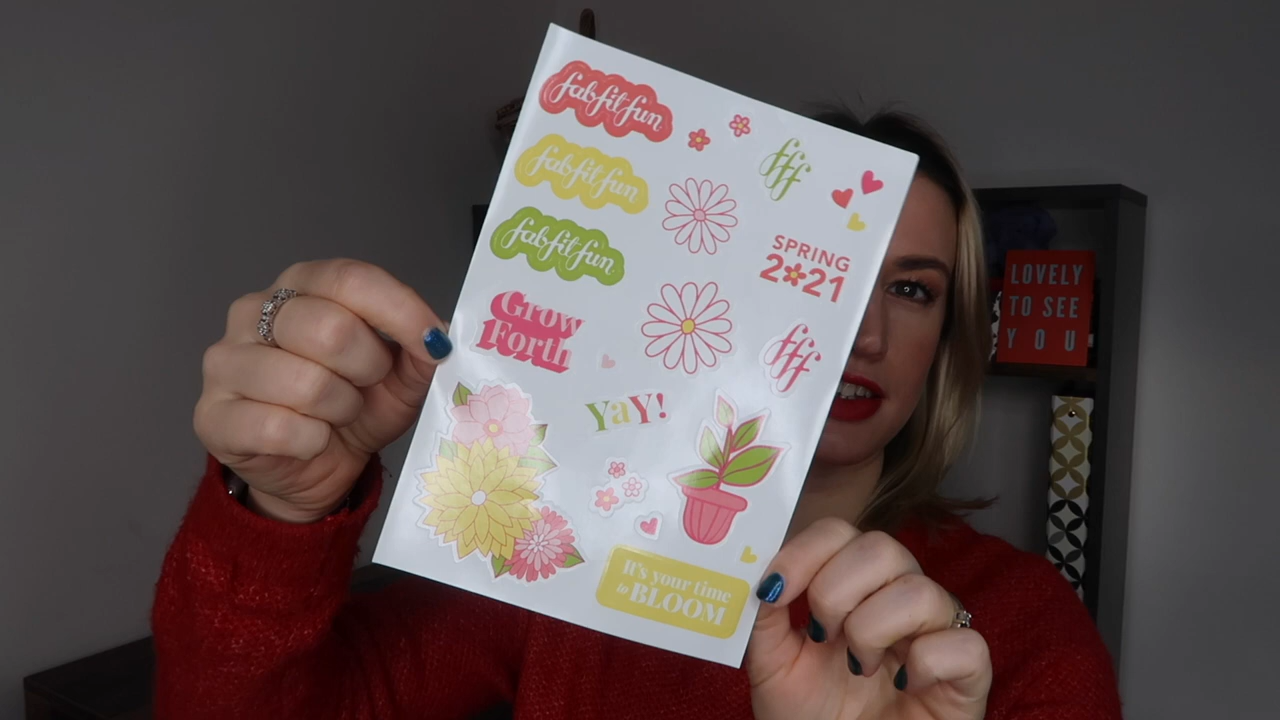 fabfitfun
fabfitfun
fabfitfun
fff
SPRING
2021
Grow
Forth
fff
YaY!
It's your time
to BLOOM
LOVELY
TO SEE
YOU